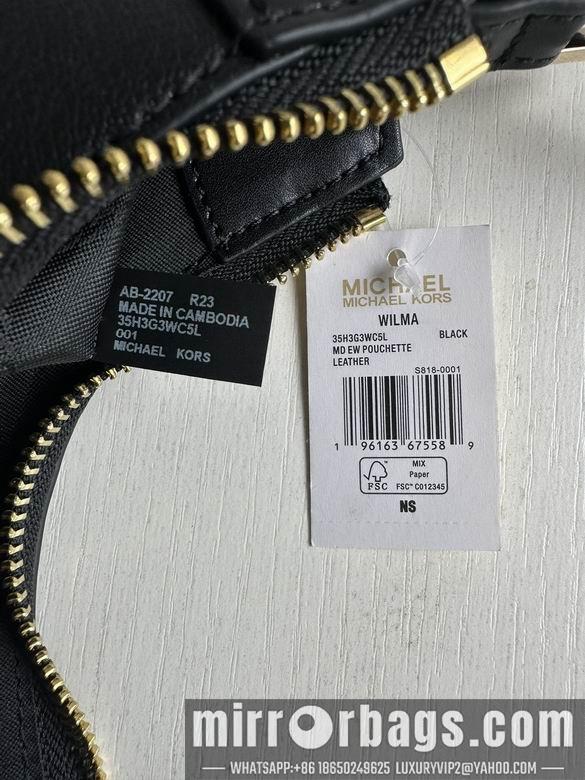 AB-2207 R23
MADE IN CAMBODIA
35H3G3WC5L
001
MICHAEL KORS
MICHAEL
MICHAEL KORS
WILMA
35H3G3WC5L BLACK
MD EW POUCHETTE
LEATHER
S818-0001
1 96163 67558 9
FSC
MIX
Paper
FSC™ C012345
NS
mirrorbags.com
WHATSAPP:+86 18650249625 LUXURYVIP2@YAHOO.COM